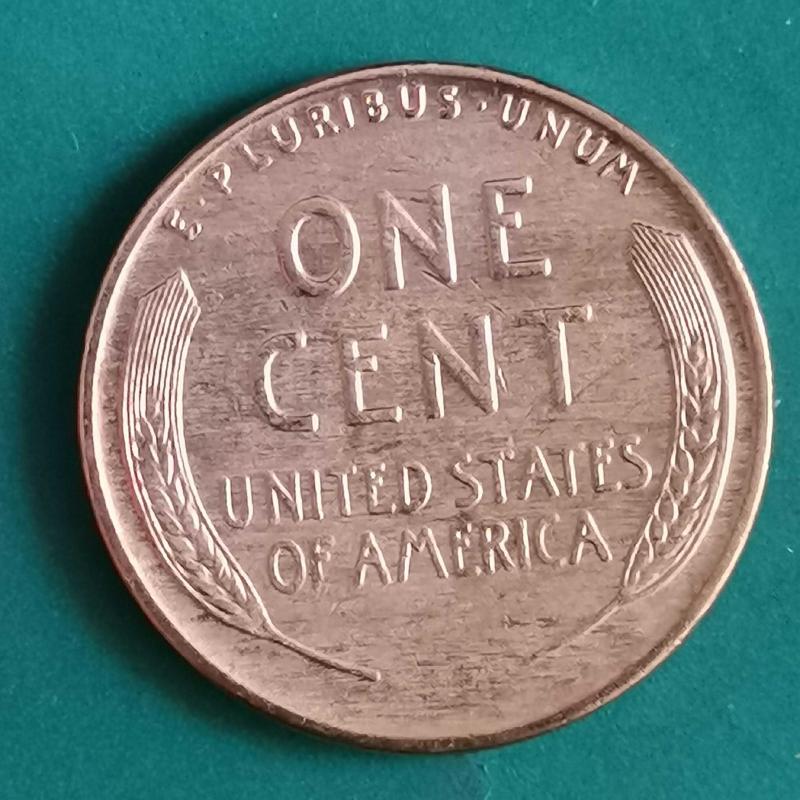 E·PLURIBUS·UNUM
ONE
CENT
UNITED STATES
OF AMERICA